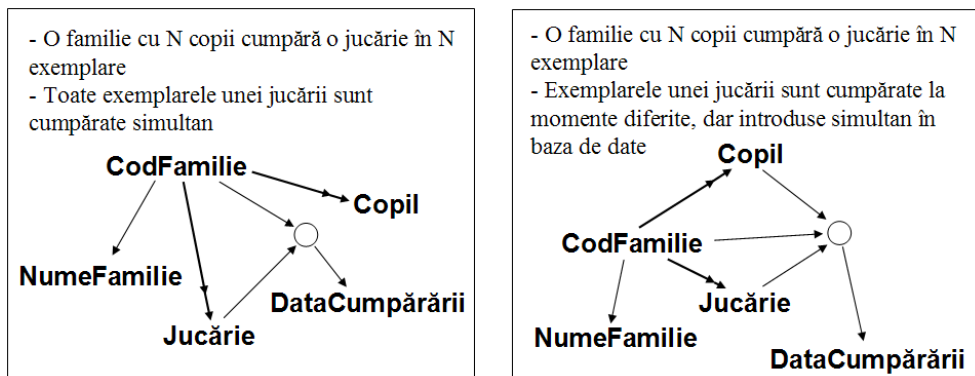 - O familie cu N copii cumpără o jucărie în N
exemplare
- Toate exemplarele unei jucării sunt
cumpărate simultan
CodFamilie
Copil
NumeFamilie
DataCumpărării
Jucărie
- O familie cu N copii cumpără o jucărie în N
exemplare
- Exemplarele unei jucării sunt cumpărate la
momente diferite, dar introduse simultan în
baza de date
Copil
CodFamilie
Jucărie
NumeFamilie
DataCumpărării